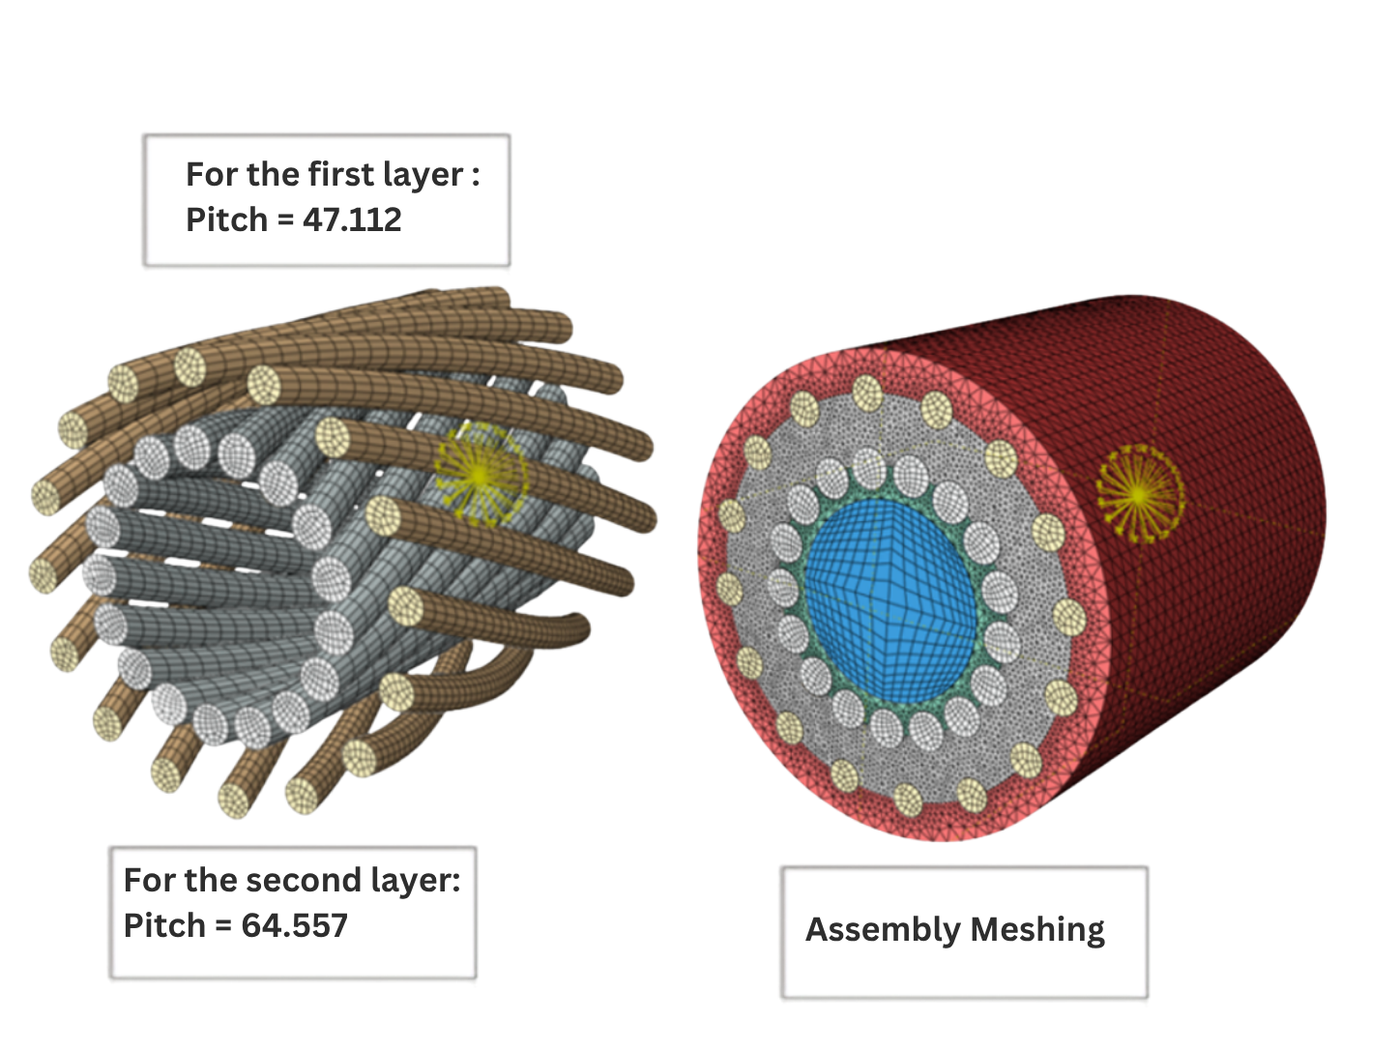 For the first layer :
Pitch = 47.112
For the second layer:
Pitch = 64.557
Assembly Meshing